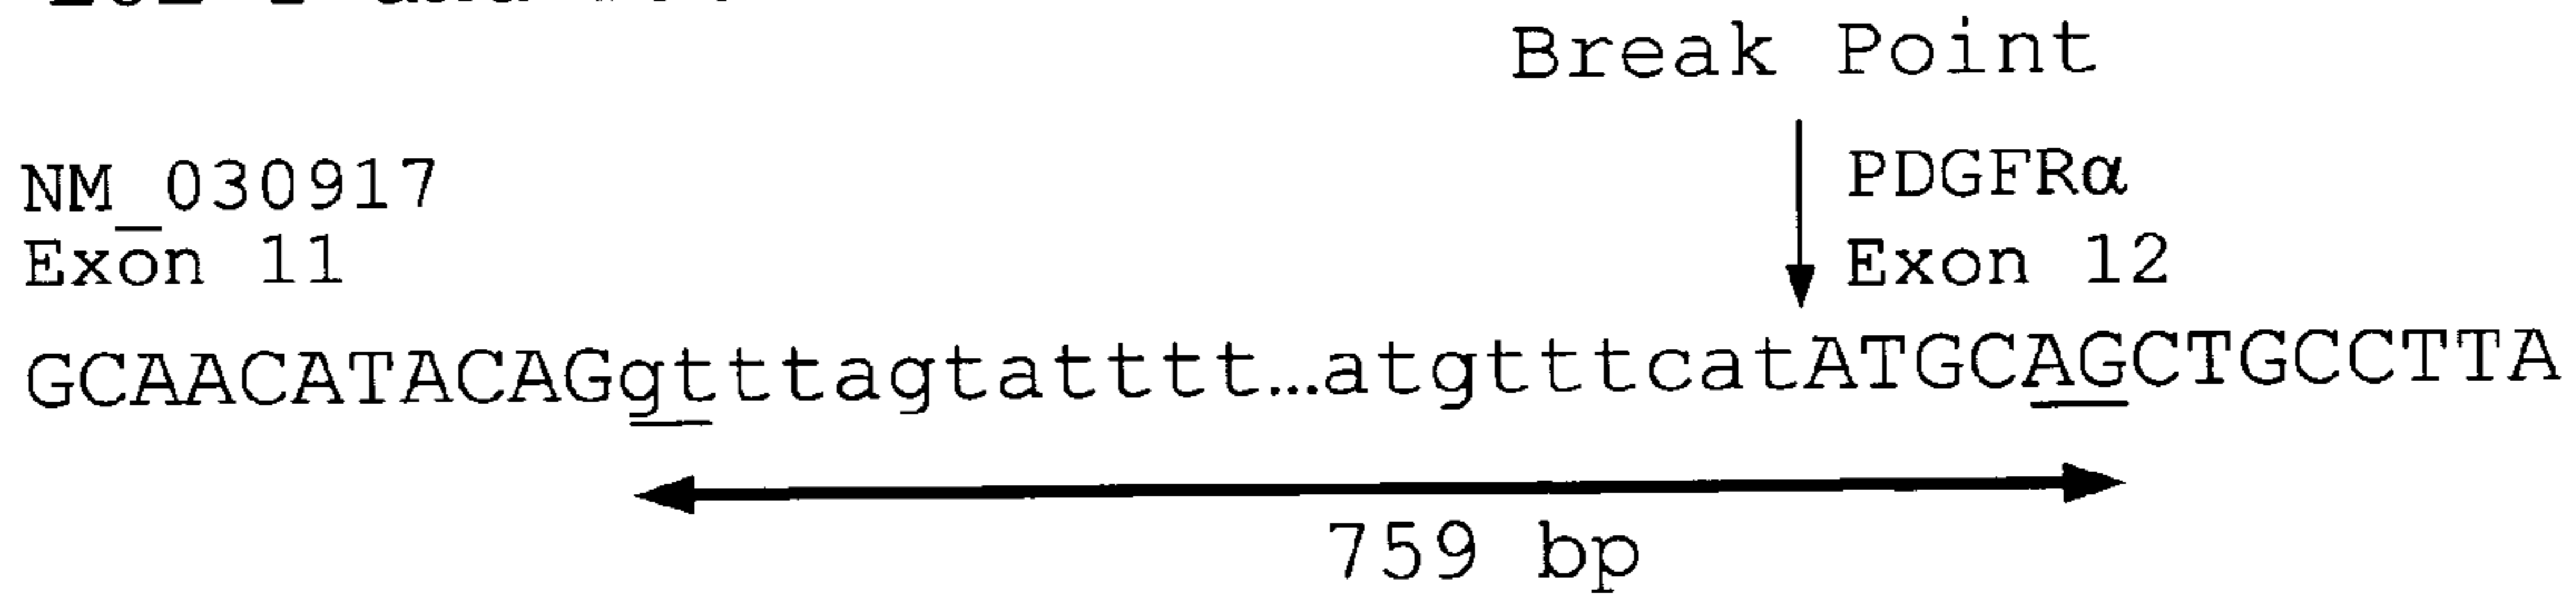 Break Point
NM_030917
PDGFRα
Exon 11
Exon 12
GCAACATACAGgtttagtatttt...atgtttcatATGCAGCTGCCTTA
759 bp